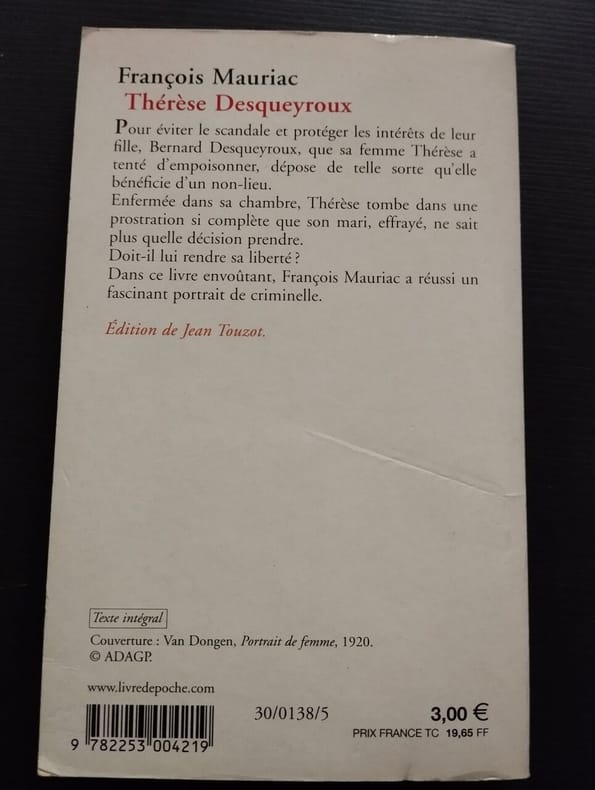 François Mauriac
Thérèse Desqueyroux
Pour éviter le scandale et protéger les intérêts de leur
fille, Bernard Desqueyroux, que sa femme Thérèse a
tenté d'empoisonner, dépose de telle sorte qu'elle
bénéficie d'un non-lieu.
Enfermée dans sa chambre, Thérèse tombe dans une
prostration si complète que son mari, effrayé, ne sait
plus quelle décision prendre.
Doit-il lui rendre sa liberté ?
Dans ce livre envoûtant, François Mauriac a réussi un
fascinant portrait de criminelle.
Édition de Jean Touzot.
Texte intégral
Couverture : Van Dongen, Portrait de femme, 1920.
© ADAGP.
www.livredepoche.com
30/0138/5
3,00 €
PRIX FRANCE TC 19,65 FF
9 782253 004219